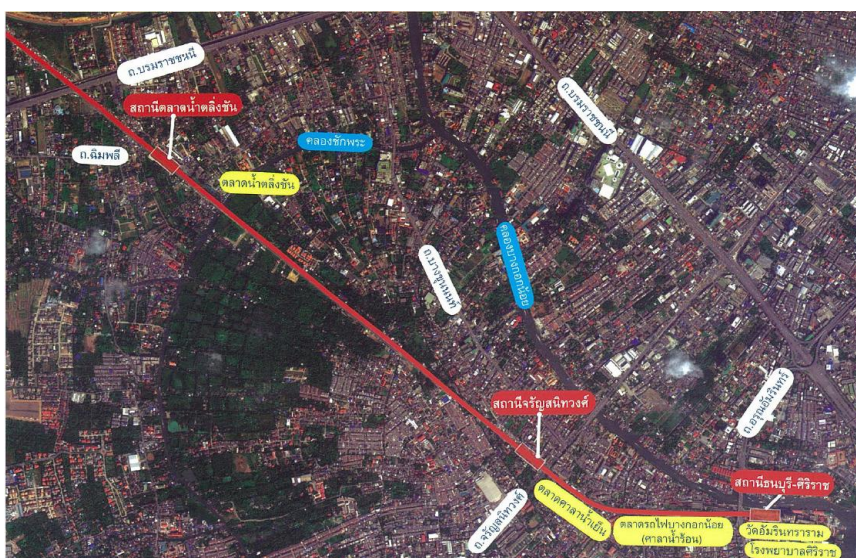 ถ.บรมราชชนนี
สถานีตลาดน้ำตลิ่งชัน
ถ.ฉิมพลี
ตลาดน้ำตลิ่งชัน
คลองชักพระ
ถ.บรมราชชนนี
ถ.บางขุนนนท์
คลองบางกอกน้อย
สถานีจรัญสนิทวงศ์
ถ.อรุณอัมรินทร์
ถ.จรัญสนิทวงศ์
ตลาดศาลาน้ำเย็น
ตลาดรถไฟบางกอกน้อย
(ศาลาน้ำร้อน)
สถานีธนบุรี-ศิริราช
วัดอัมรินทราราม
โรงพยาบาลศิริราช